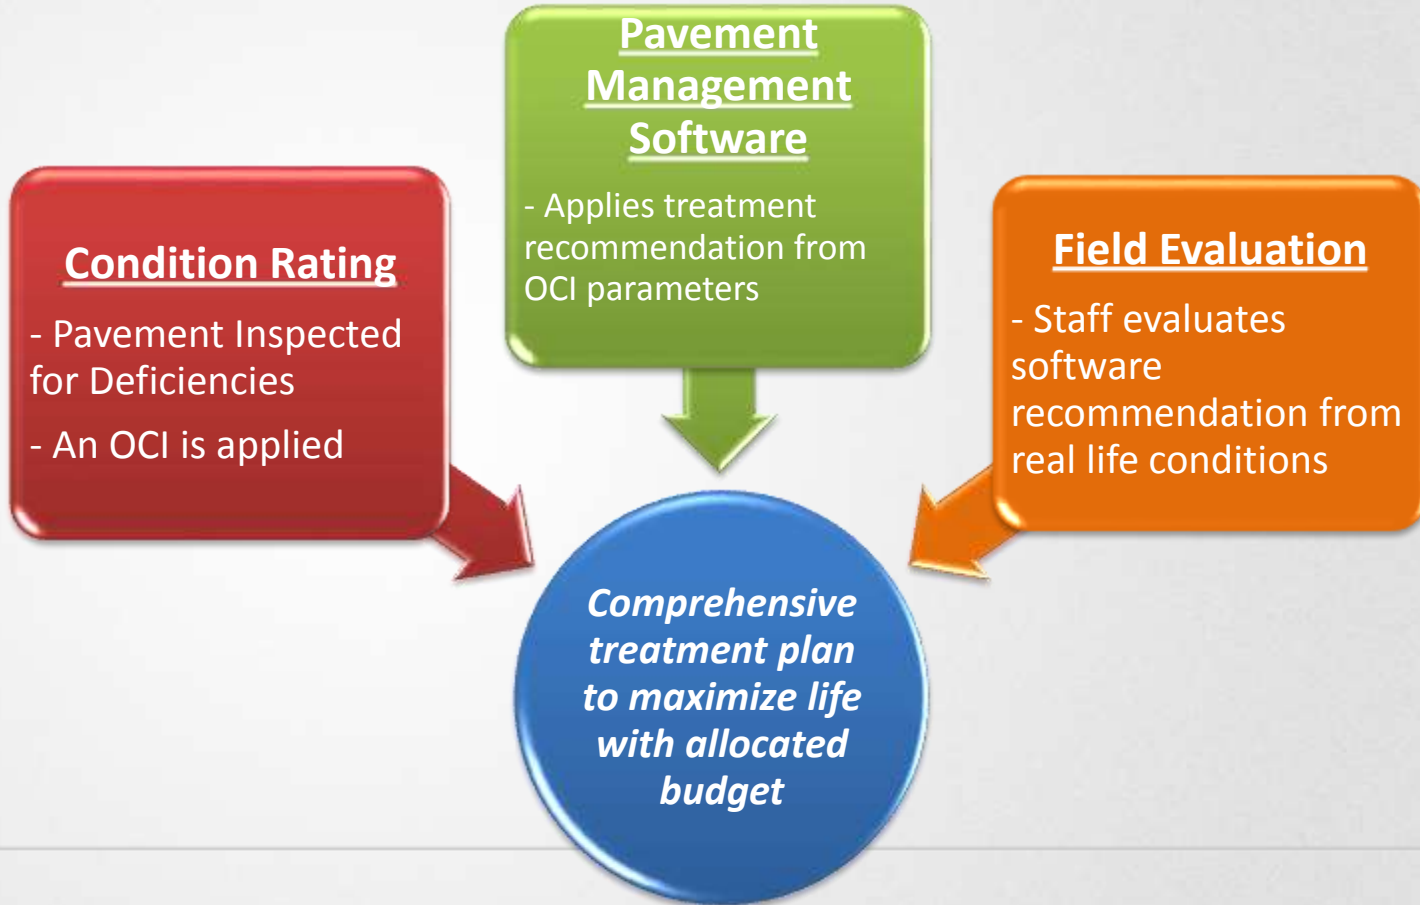 Pavement
Management
Software
- Applies treatment
recommendation from
OCI parameters
Condition Rating
- Pavement Inspected
for Deficiencies
- An OCI is applied
Field Evaluation
- Staff evaluates
software
recommendation from
real life conditions
Comprehensive
treatment plan
to maximize life
with allocated
budget